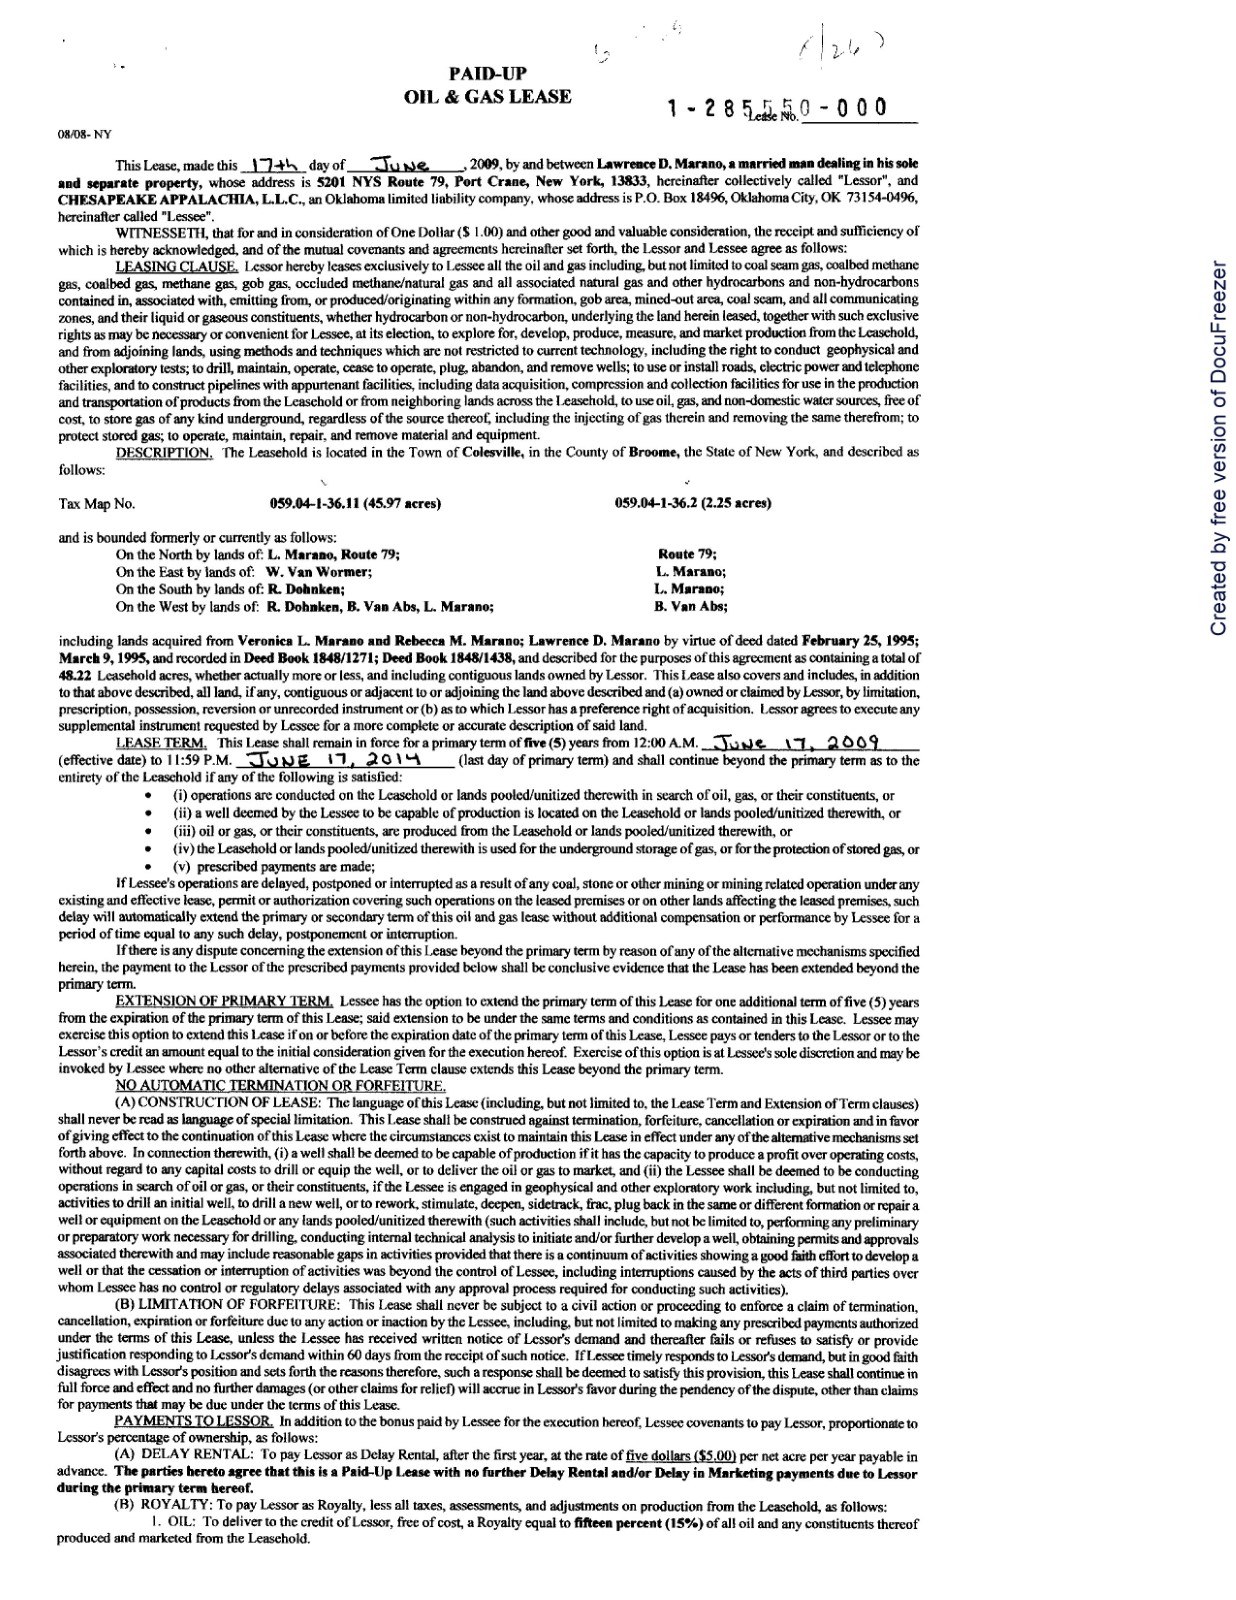 (/26)
PAID-UP
OIL & GAS LEASE
1-285550-000
Lease No.
08/08- NY
This Lease, made this 17th day of June, 2009, by and between Lawrence D. Marano, a married man dealing in his sole
and separate property, whose address is 5201 NYS Route 79, Port Crane, New York, 13833, hereinafter collectively called "Lessor", and
CHESAPEAKE APPALACHIA, L.L.C., an Oklahoma limited liability company, whose address is P.O. Box 18496, Oklahoma City, OK 73154-0496,
hereinafter called "Lessee".
WITNESSETH, that for and in consideration of One Dollar ($ 1.00) and other good and valuable consideration, the receipt and sufficiency of
which is hereby acknowledged, and of the mutual covenants and agreements hereinafter set forth, the Lessor and Lessee agree as follows:
LEASING CLAUSE. Lessor hereby leases exclusively to Lessee all the oil and gas including, but not limited to coal seam gas, coalbed methane
gas, coalbed gas, methane gas, gob gas, occluded methane/natural gas and all associated natural gas and other hydrocarbons and non-hydrocarbons
contained in, associated with, emitting from, or produced/originating within any formation, gob area, mined-out area, coal seam, and all communicating
zones, and their liquid or gaseous constituents, whether hydrocarbon or non-hydrocarbon, underlying the land herein leased, together with such exclusive
rights as may be necessary or convenient for Lessee, at its election, to explore for, develop, produce, measure, and market production from the Leasehold,
and from adjoining lands, using methods and techniques which are not restricted to current technology, including the right to conduct geophysical and
other exploratory tests; to drill, maintain, operate, cease to operate, plug, abandon, and remove wells; to use or install roads, electric power and telephone
facilities, and to construct pipelines with appurtenant facilities, including data acquisition, compression and collection facilities for use in the production
and transportation of products from the Leasehold or from neighboring lands across the Leasehold, to use oil, gas, and non-domestic water sources, free of
cost, to store gas of any kind underground, regardless of the source thereof, including the injecting of gas therein and removing the same therefrom; to
protect stored gas; to operate, maintain, repair, and remove material and equipment.
DESCRIPTION. The Leasehold is located in the Town of Colesville, in the County of Broome, the State of New York, and described as
follows:
Tax Map No. 059.04-1-36.11 (45.97 acres) 059.04-1-36.2 (2.25 acres)
and is bounded formerly or currently as follows:
On the North by lands of: L. Marano, Route 79; Route 79;
On the East by lands of: W. Van Wormer; L. Marano;
On the South by lands of: R. Dohnken; L. Marano;
On the West by lands of: R. Dohnken, B. Van Abs, L. Marano; B. Van Abs;
including lands acquired from Veronica L. Marano and Rebecca M. Marano; Lawrence D. Marano by virtue of deed dated February 25, 1995;
March 9, 1995, and recorded in Deed Book 1848/1271; Deed Book 1848/1438, and described for the purposes of this agreement as containing a total of
48.22 Leasehold acres, whether actually more or less, and including contiguous lands owned by Lessor. This Lease also covers and includes, in addition
to that above described, all land, if any, contiguous or adjacent to or adjoining the land above described and (a) owned or claimed by Lessor, by limitation,
prescription, possession, reversion or unrecorded instrument or (b) as to which Lessor has a preference right of acquisition. Lessor agrees to execute any
supplemental instrument requested by Lessee for a more complete or accurate description of said land.
LEASE TERM. This Lease shall remain in force for a primary term of five (5) years from 12:00 A.M. June 17, 2009
(effective date) to 11:59 P.M. JUNE 17, 2014 (last day of primary term) and shall continue beyond the primary term as to the
entirety of the Leasehold if any of the following is satisfied:
• (i) operations are conducted on the Leasehold or lands pooled/unitized therewith in search of oil, gas, or their constituents, or
• (ii) a well deemed by the Lessee to be capable of production is located on the Leasehold or lands pooled/unitized therewith, or
• (iii) oil or gas, or their constituents, are produced from the Leasehold or lands pooled/unitized therewith, or
• (iv) the Leasehold or lands pooled/unitized therewith is used for the underground storage of gas, or for the protection of stored gas, or
• (v) prescribed payments are made;
If Lessee's operations are delayed, postponed or interrupted as a result of any coal, stone or other mining or mining related operation under any
existing and effective lease, permit or authorization covering such operations on the leased premises or on other lands affecting the leased premises, such
delay will automatically extend the primary or secondary term of this oil and gas lease without additional compensation or performance by Lessee for a
period of time equal to any such delay, postponement or interruption.
If there is any dispute concerning the extension of this Lease beyond the primary term by reason of any of the alternative mechanisms specified
herein, the payment to the Lessor of the prescribed payments provided below shall be conclusive evidence that the Lease has been extended beyond the
primary term.
EXTENSION OF PRIMARY TERM. Lessee has the option to extend the primary term of this Lease for one additional term of five (5) years
from the expiration of the primary term of this Lease; said extension to be under the same terms and conditions as contained in this Lease. Lessee may
exercise this option to extend this Lease if on or before the expiration date of the primary term of this Lease, Lessee pays or tenders to the Lessor or to the
Lessor's credit an amount equal to the initial consideration given for the execution hereof. Exercise of this option is at Lessee's sole discretion and may be
invoked by Lessee where no other alternative of the Lease Term clause extends this Lease beyond the primary term.
NO AUTOMATIC TERMINATION OR FORFEITURE.
(A) CONSTRUCTION OF LEASE: The language of this Lease (including, but not limited to, the Lease Term and Extension of Term clauses)
shall never be read as language of special limitation. This Lease shall be construed against termination, forfeiture, cancellation or expiration and in favor
of giving effect to the continuation of this Lease where the circumstances exist to maintain this Lease in effect under any of the alternative mechanisms set
forth above. In connection therewith, (i) a well shall be deemed to be capable of production if it has the capacity to produce a profit over operating costs,
without regard to any capital costs to drill or equip the well, or to deliver the oil or gas to market, and (ii) the Lessee shall be deemed to be conducting
operations in search of oil or gas, or their constituents, if the Lessee is engaged in geophysical and other exploratory work including, but not limited to,
activities to drill an initial well, to drill a new well, or to rework, stimulate, deepen, sidetrack, frac, plug back in the same or different formation or repair a
well or equipment on the Leasehold or any lands pooled/unitized therewith (such activities shall include, but not be limited to, performing any preliminary
or preparatory work necessary for drilling, conducting internal technical analysis to initiate and/or further develop a well, obtaining permits and approvals
associated therewith and may include reasonable gaps in activities provided that there is a continuum of activities showing a good faith effort to develop a
well or that the cessation or interruption of activities was beyond the control of Lessee, including interruptions caused by the acts of third parties over
whom Lessee has no control or regulatory delays associated with any approval process required for conducting such activities).
(B) LIMITATION OF FORFEITURE: This Lease shall never be subject to a civil action or proceeding to enforce a claim of termination,
cancellation, expiration or forfeiture due to any action or inaction by the Lessee, including, but not limited to making any prescribed payments authorized
under the terms of this Lease, unless the Lessee has received written notice of Lessor's demand and thereafter fails or refuses to satisfy or provide
justification responding to Lessor's demand within 60 days from the receipt of such notice. If Lessee timely responds to Lessor's demand, but in good faith
disagrees with Lessor's position and sets forth the reasons therefore, such a response shall be deemed to satisfy this provision, this Lease shall continue in
full force and effect and no further damages (or other claims for relief) will accrue in Lessor's favor during the pendency of the dispute, other than claims
for payments that may be due under the terms of this Lease.
PAYMENTS TO LESSOR. In addition to the bonus paid by Lessee for the execution hereof, Lessee covenants to pay Lessor, proportionate to
Lessor's percentage of ownership, as follows:
(A) DELAY RENTAL: To pay Lessor as Delay Rental, after the first year, at the rate of five dollars ($5.00) per net acre per year payable in
advance. The parties hereto agree that this is a Paid-Up Lease with no further Delay Rental and/or Delay in Marketing payments due to Lessor
during the primary term hereof.
(B) ROYALTY: To pay Lessor as Royalty, less all taxes, assessments, and adjustments on production from the Leasehold, as follows:
1. OIL: To deliver to the credit of Lessor, free of cost, a Royalty equal to fifteen percent (15%) of all oil and any constituents thereof
produced and marketed from the Leasehold.
Created by free version of DocuFreezer